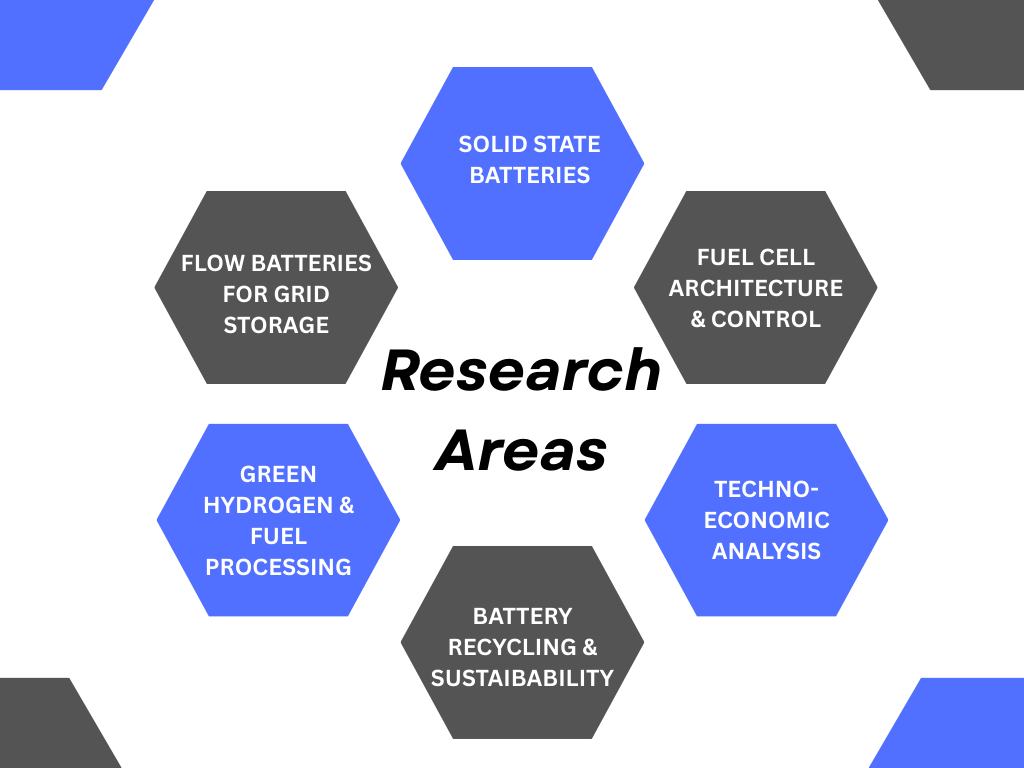 SOLID STATE
BATTERIES
FLOW BATTERIES
FOR GRID
STORAGE
FUEL CELL
ARCHITECTURE
& CONTROL
Research
Areas
GREEN
HYDROGEN &
FUEL
PROCESSING
TECHNO-
ECONOMIC
ANALYSIS
BATTERY
RECYCLING &
SUSTAIBABILITY